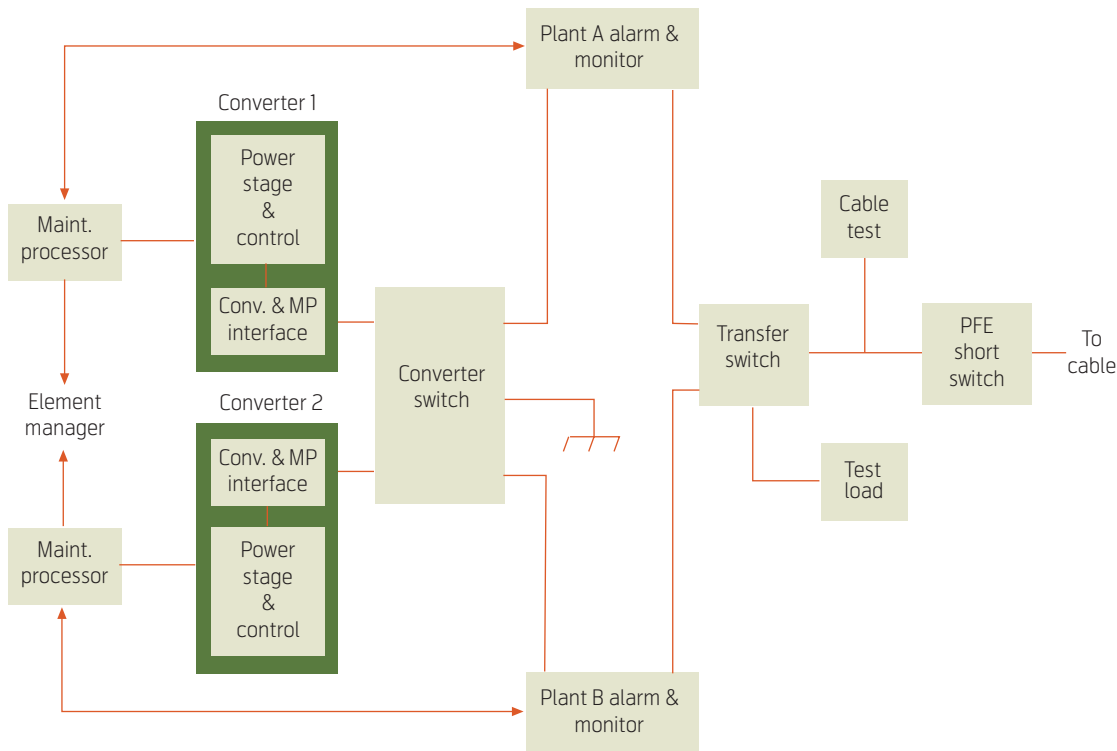 Plant A alarm &
monitor
Converter 1
Power
stage
&
control
Conv. & MP
interface
Maint.
processor
Cable
test
Transfer
switch
PFE
short
switch
To
cable
Converter
switch
Element
manager
Converter 2
Conv. & MP
interface
Power
stage
&
control
Test
load
Maint.
processor
Plant B alarm &
monitor